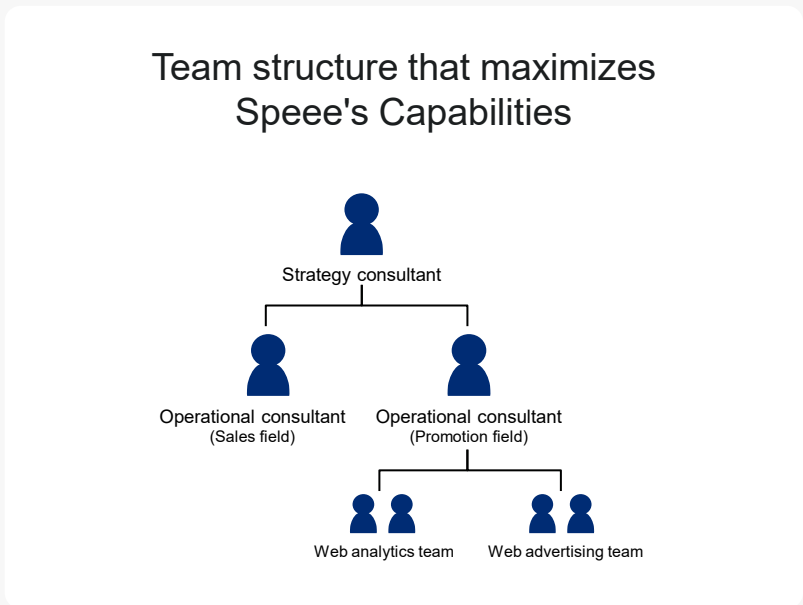 Team structure that maximizes
Speee's Capabilities
Strategy consultant
Operational consultant
(Sales field)
Operational consultant
(Promotion field)
Web analytics team
Web advertising team